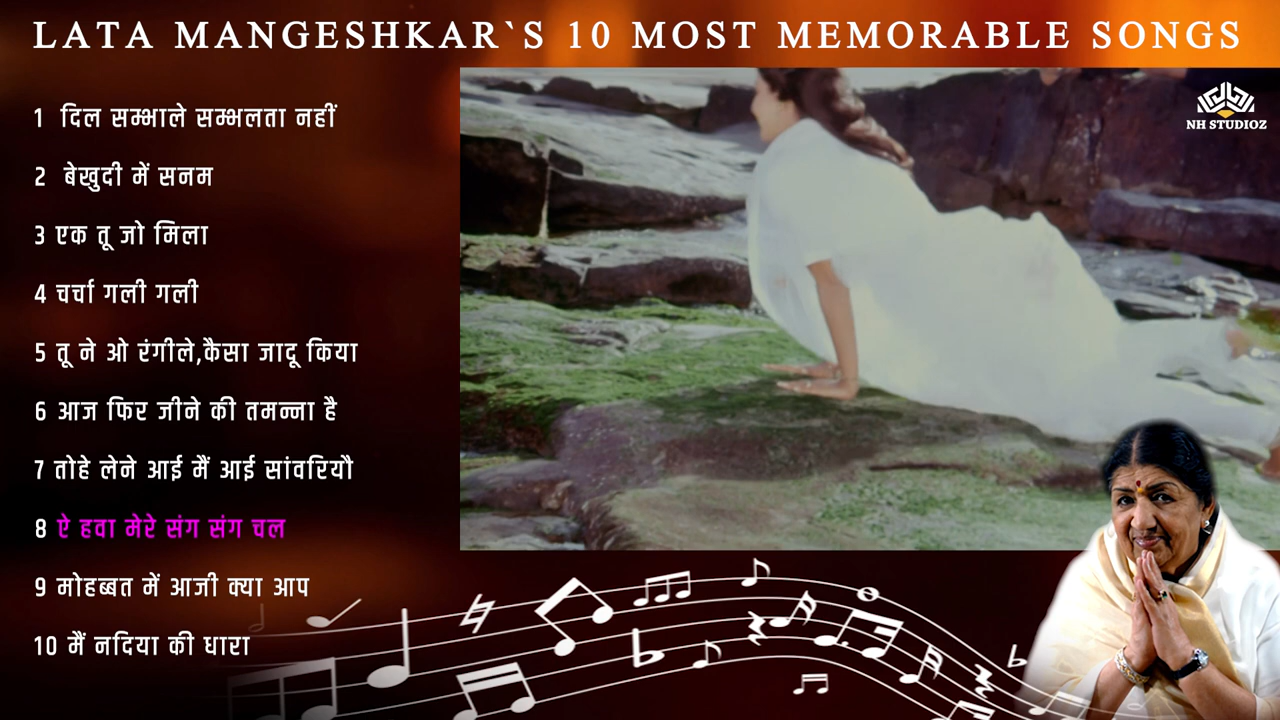 LATA MANGESHKAR`S 10 MOST MEMORABLE SONGS
NH STUDIOZ
1 दिल सम्भाले सम्भलता नहीं
2 बेखुदी में सनम
3 एक तू जो मिला
4 चर्चा गली गली
5 तू ने ओ रंगीले,कैसा जादू किया
6 आज फिर जीने की तमन्ना है
7 तोहे लेने आई मैं आई सांवरियौ
8 ऐ हवा मेरे संग संग चल
9 मोहब्बत में आजी क्या आप
10 मैं नदिया की धारा